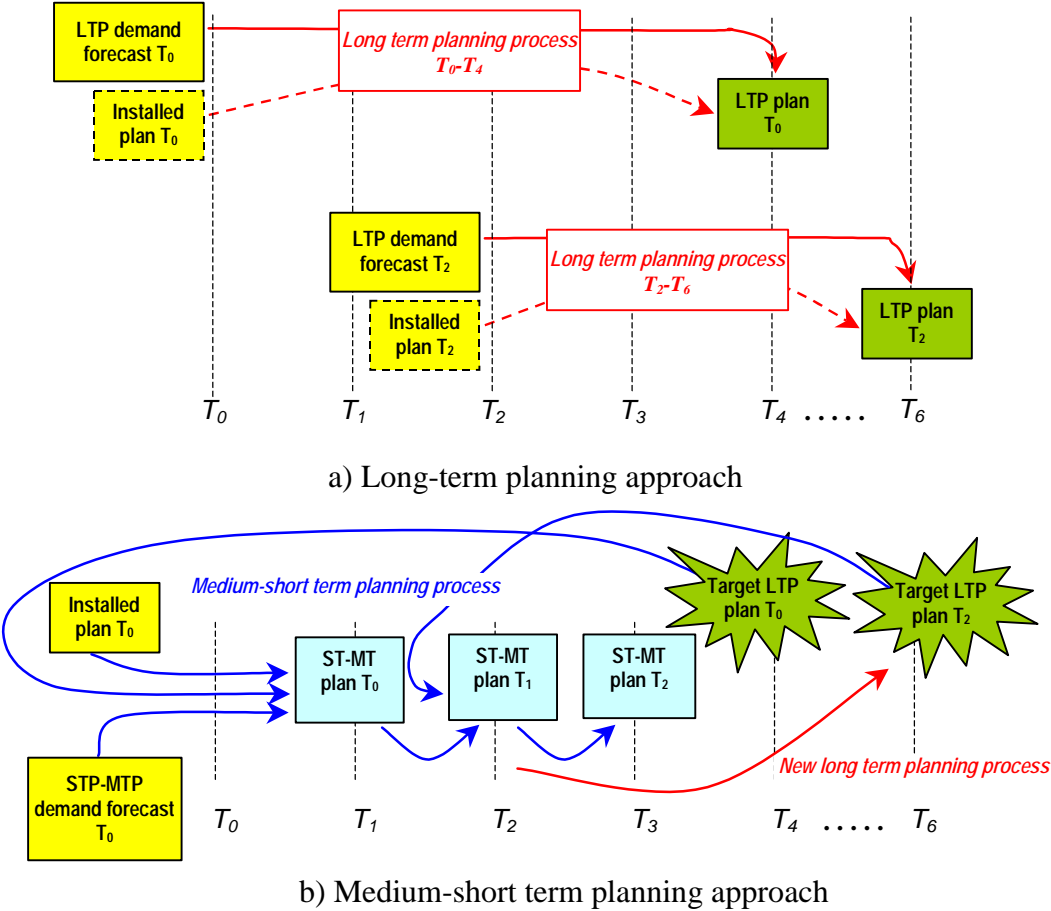 LTP demand
forecast T0
Installed
plan T0
Long term planning process
T0-T4
LTP plan
T0
LTP demand
forecast T2
Installed
plan T2
Long term planning process
T2-T6
LTP plan
T2
T0 T1 T2 T3 T4 ..... T6
a) Long-term planning approach
Installed
plan T0
Medium-short term planning process
Target LTP
plan T0
Target LTP
plan T2
ST-MT
plan T0
ST-MT
plan T1
ST-MT
plan T2
STP-MTP
demand forecast
T0
New long term planning process
T0 T1 T2 T3 T4 ..... T6
b) Medium-short term planning approach